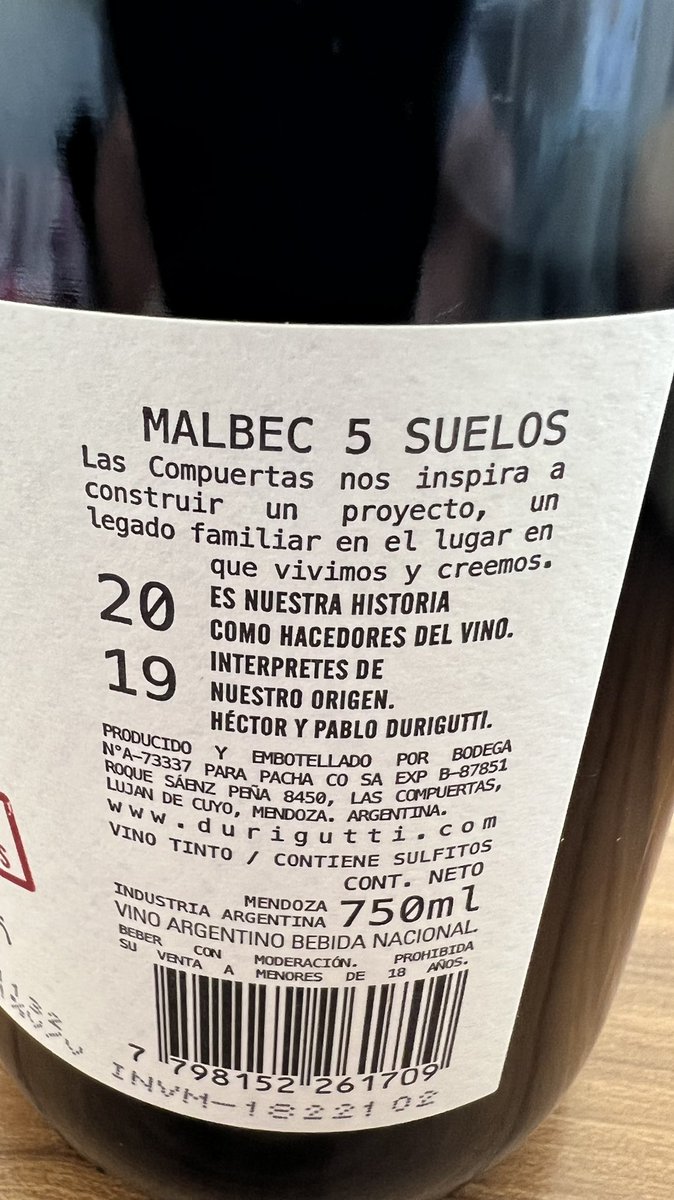 MALBEC 5 SUELOS
Las Compuertas nos inspira a
construir un proyecto, un
legado familiar en el lugar en
que vivimos y creemos.
20
19
ES NUESTRA HISTORIA
COMO HACEDORES DEL VINO.
INTERPRETES DE
NUESTRO ORIGEN.
HÉCTOR Y PABLO DURIGUTTI.
PRODUCIDO Y EMBOTELLADO POR BODEGA
N°A-73337 PARA PACHA CO SA EXP B-87851
ROQUE SÁENZ PEÑA 8450, LAS COMPUERTAS,
LUJAN DE CUYO, MENDOZA. ARGENTINA.
www.durigutti.com
VINO TINTO / CONTIENE SULFITOS
CONT. NETO
MENDOZA
INDUSTRIA ARGENTINA 750ml
VINO ARGENTINO BEBIDA NACIONAL
BEBER CON MODERACIÓN. PROHIBIDA
SU VENTA A MENORES DE 18 AÑOS.
7 798152 261709
INVM-1822102